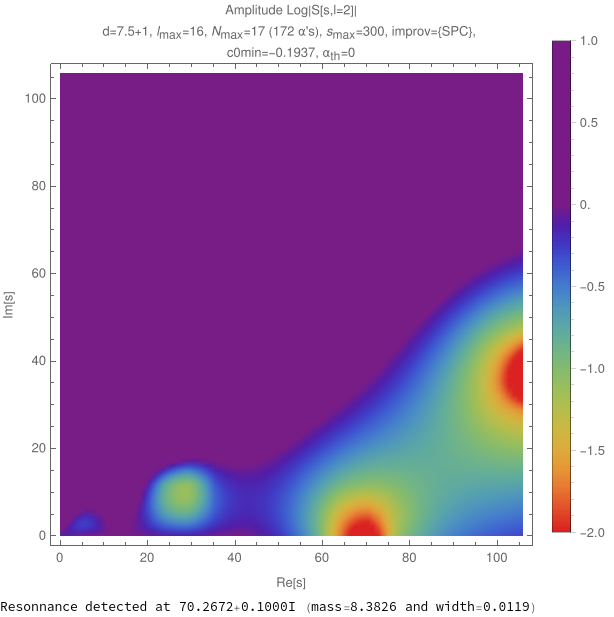 Amplitude Log|S[s,l=2]|
d=7.5+1, lmax=16, Nmax=17 (172 α's), smax=300, improv={SPC},
c0min=−0.1937, αth=0
100
80
60
40
20
0
Im[s]
0 20 40 60 80 100
Re[s]
1.0
0.5
0.
−0.5
−1.0
−1.5
−2.0
Resonnance detected at 70.2672+0.1000I (mass=8.3826 and width=0.0119)